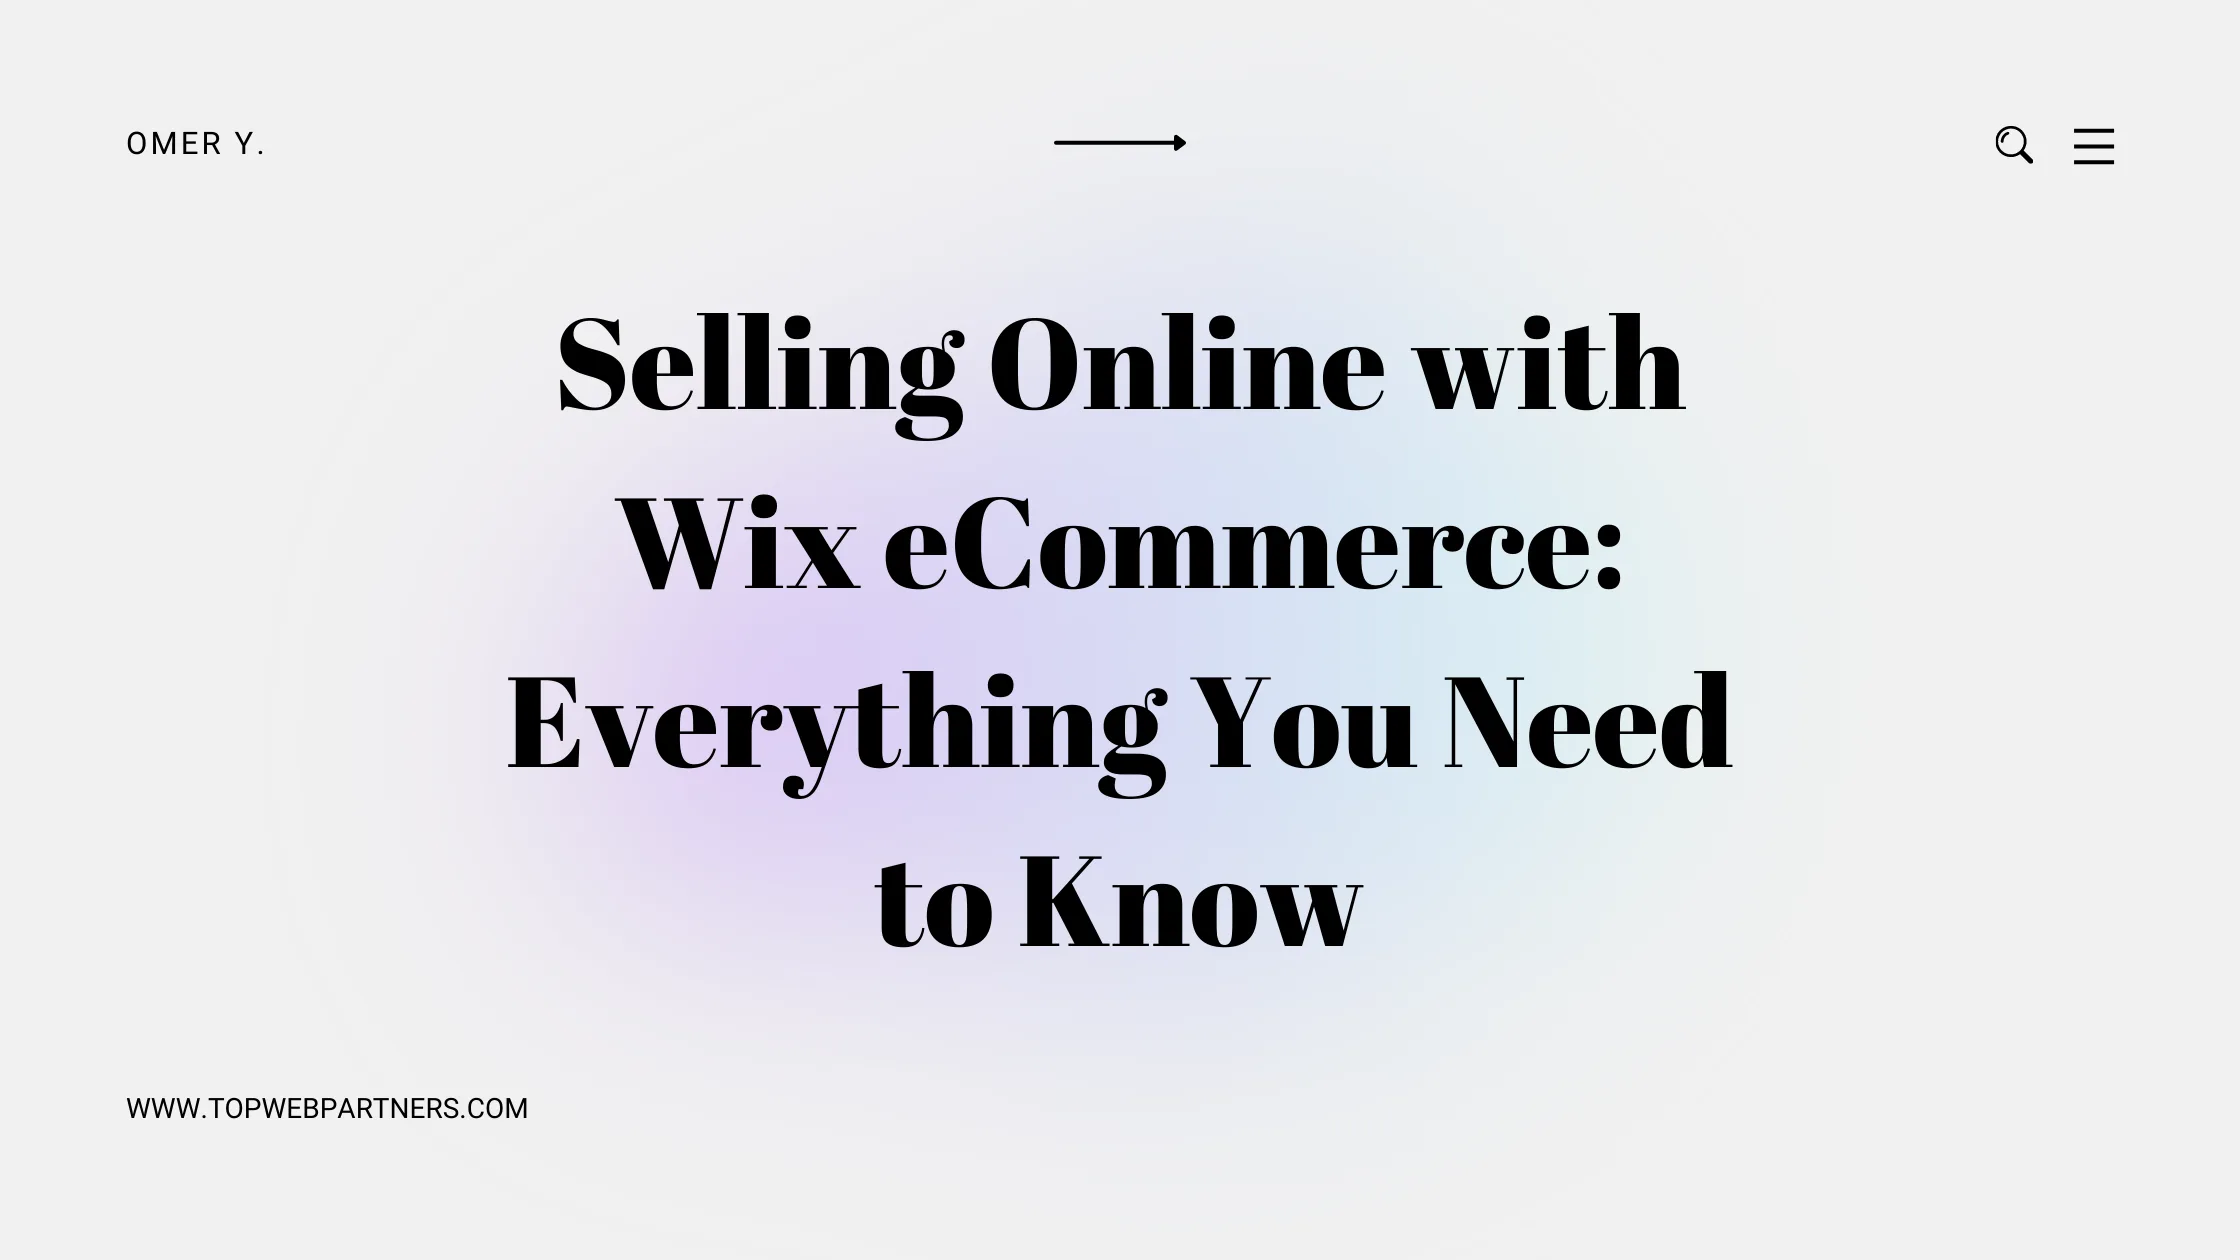 OMER Y.
Selling Online with
Wix eCommerce:
Everything You Need
to Know
WWW.TOPWEBPARTNERS.COM